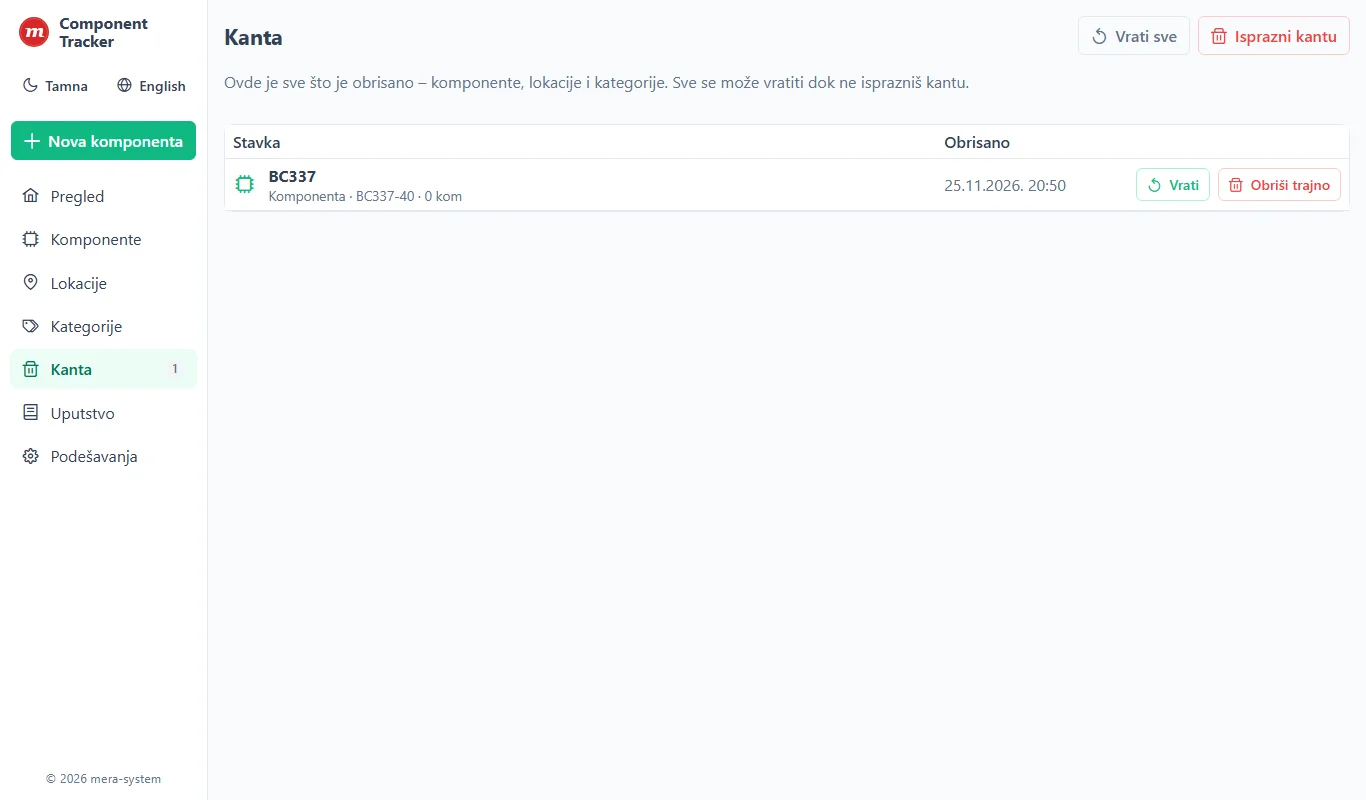 m Component
Tracker
Tamna English
Nova komponenta
Pregled
Komponente
Lokacije
Kategorije
Kanta 1
Uputstvo
Podešavanja
© 2026 mera-system
Kanta
Vrati sve Isprazni kantu
Ovde je sve što je obrisano – komponente, lokacije i kategorije. Sve se može vratiti dok ne isprazniš kantu.
Stavka Obrisano
BC337
Komponenta · BC337-40 · 0 kom
25.11.2026. 20:50 Vrati Obriši trajno